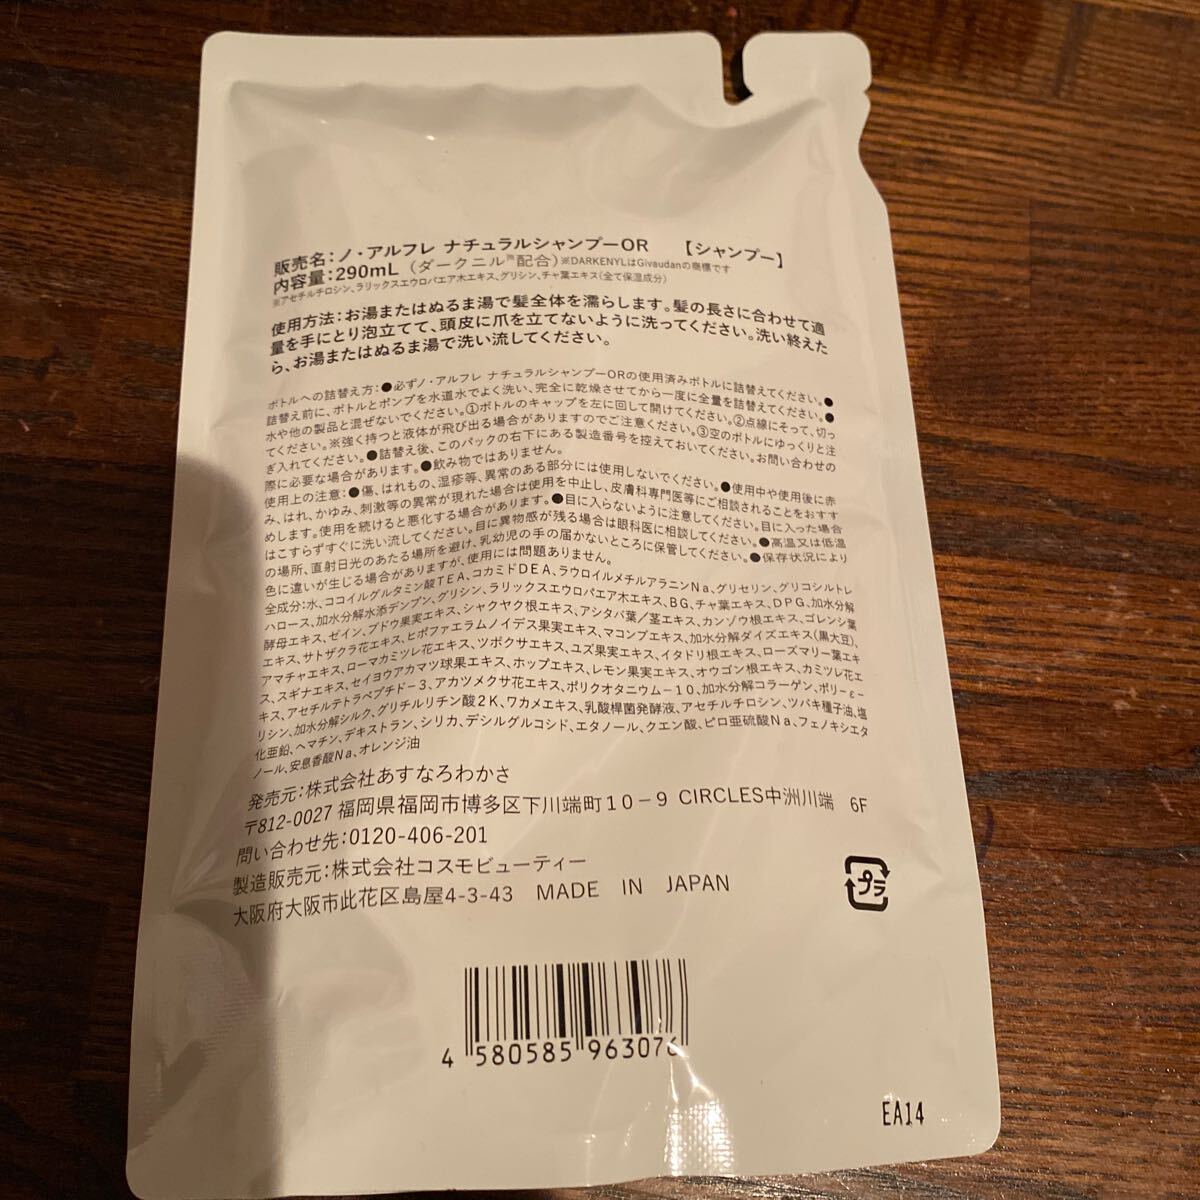 販売名：ノ・アルフレ ナチュラルシャンプーOR 【シャンプー】
内容量：290mL（ダークニル™配合）※DARKENYLはGivaudanの商標です
※アセチルチロシン、ラリックスエウロパエア木エキス、グリシン、チャ葉エキス（全て保湿成分）
使用方法：お湯またはぬるま湯で髪全体を濡らします。髪の長さに合わせて適
量を手にとり泡立てて、頭皮に爪を立てないように洗ってください。洗い終えた
ら、お湯またはぬるま湯で洗い流してください。
ボトルへの詰替え方：●必ずノ・アルフレ ナチュラルシャンプーORの使用済みボトルに詰替えてください。●
詰替え前に、ボトルとポンプを水道水でよく洗い、完全に乾燥させてから一度に全量を詰替えてください。●
水や他の製品と混ぜないでください。①ボトルのキャップを左に回して開けてください。②点線にそって、切っ
てください。※強く持つと液体が飛び出る場合がありますのでご注意ください。③空のボトルにゆっくりと注
ぎ入れてください。●詰替え後、このパックの右下にある製造番号を控えておいてください。お問い合わせの
際に必要な場合があります。●飲み物ではありません。
使用上の注意：●傷、はれもの、湿疹等、異常のある部分には使用しないでください。●使用中や使用後に赤
み、はれ、かゆみ、刺激等の異常が現れた場合は使用を中止し、皮膚科専門医等にご相談されることをおすす
めします。使用を続けると悪化する場合があります。●目に入らないように注意してください。目に入った場合
はこすらずすぐに洗い流してください。目に異物感が残る場合は眼科医に相談してください。●高温又は低温
の場所、直射日光のあたる場所を避け、乳幼児の手の届かないところに保管してください。●保存状況により
色に違いが生じる場合がありますが、使用には問題ありません。
全成分：水、ココイルグルタミン酸TEA、コカミドDEA、ラウロイルメチルアラニンNa、グリセリン、グリコシルトレ
ハロース、加水分解水添デンプン、グリシン、ラリックスエウロパエア木エキス、BG、チャ葉エキス、DPG、加水分解
酵母エキス、ゼイン、ブドウ果実エキス、シャクヤク根エキス、アシタバ葉／茎エキス、カンゾウ根エキス、ゴレンシ葉
エキス、サトザクラ花エキス、ヒポファエラムノイデス果実エキス、マコンブエキス、加水分解ダイズエキス（黒大豆）、
アマチャエキス、ローマカミツレ花エキス、ツボクサエキス、ユズ果実エキス、イタドリ根エキス、ローズマリー葉エキ
ス、スギナエキス、セイヨウアカマツ球果エキス、ホップエキス、レモン果実エキス、オウゴン根エキス、カミツレ花エ
キス、アセチルテトラペプチド－3、アカツメクサ花エキス、ポリクオタニウム－10、加水分解コラーゲン、ポリ－ε－
リシン、加水分解シルク、グリチルリチン酸2K、ワカメエキス、乳酸桿菌発酵液、アセチルチロシン、ツバキ種子油、塩
化亜鉛、ヘマチン、デキストラン、シリカ、デシルグルコシド、エタノール、クエン酸、ピロ亜硫酸Na、フェノキシエタ
ノール、安息香酸Na、オレンジ油
発売元：株式会社あすなろわかさ
〒812-0027 福岡県福岡市博多区下川端町10－9 CIRCLES中洲川端 6F
問い合わせ先：0120-406-201
製造販売元：株式会社コスモビューティー
大阪府大阪市此花区島屋4-3-43 MADE IN JAPAN
プラ
4 580585 963076
EA14